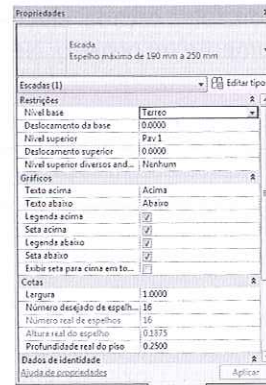 Propriedades
Escada
Espelho máximo de 190 mm a 250 mm
Escadas (1)
Editar tipo
Restrições
Nível base Terreo
Deslocamento da base 0.0000
Nível superior Pav 1
Deslocamento superior 0.0000
Nível superior diversos and... Nenhum
Gráficos
Texto acima Acima
Texto abaixo Abaixo
Legenda acima
Seta acima
Legenda abaixo
Seta abaixo
Exibir seta para cima em to...
Cotas
Largura 1.0000
Número desejado de espelh... 16
Número real de espelhos 16
Altura real do espelho 0.1875
Profundidade real do piso 0.2500
Dados de identidade
Ajuda de propriedades
Aplicar